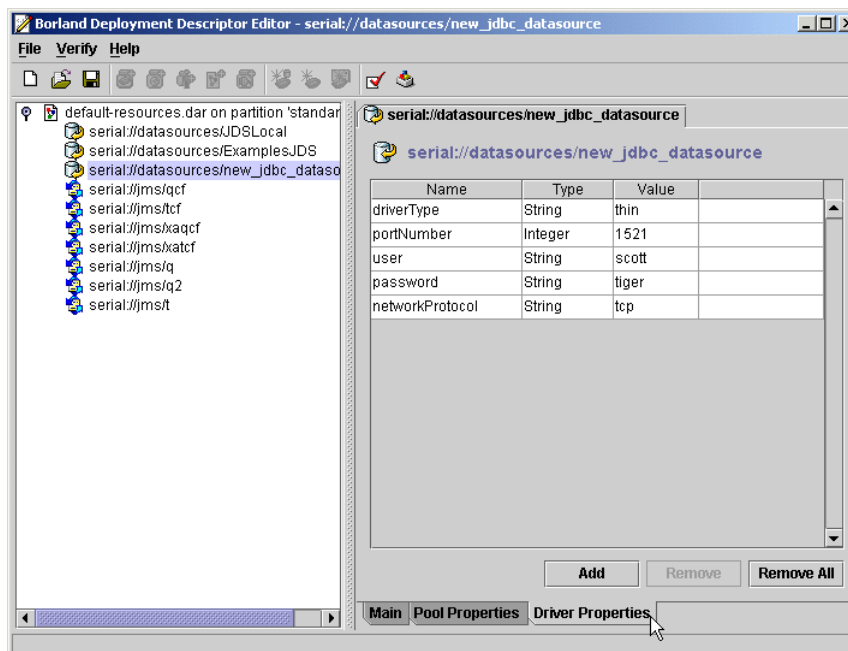 Borland Deployment Descriptor Editor - serial://datasources/new_jdbc_datasource
File Verify Help
default-resources.dar on partition 'standar
serial://datasources/JDSLocal
serial://datasources/ExamplesJDS
serial://datasources/new_jdbc_dataso
serial://jms/qcf
serial://jms/tcf
serial://jms/xaqcf
serial://jms/xatcf
serial://jms/q
serial://jms/q2
serial://jms/t
serial://datasources/new_jdbc_datasource
serial://datasources/new_jdbc_datasource
Name Type Value
driverType String thin
portNumber Integer 1521
user String scott
password String tiger
networkProtocol String tcp
Add Remove Remove All
Main Pool Properties Driver Properties